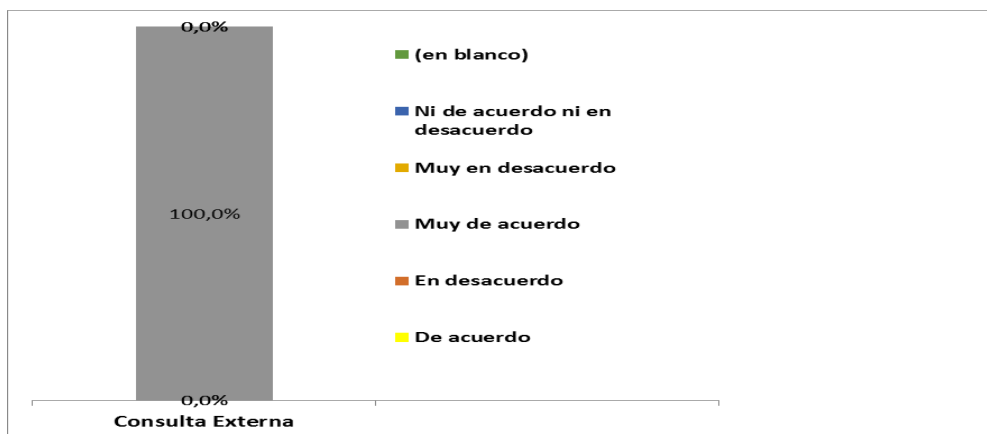 0,0%
100,0%
0,0%
Consulta Externa
(en blanco)
Ni de acuerdo ni en
desacuerdo
Muy en desacuerdo
Muy de acuerdo
En desacuerdo
De acuerdo